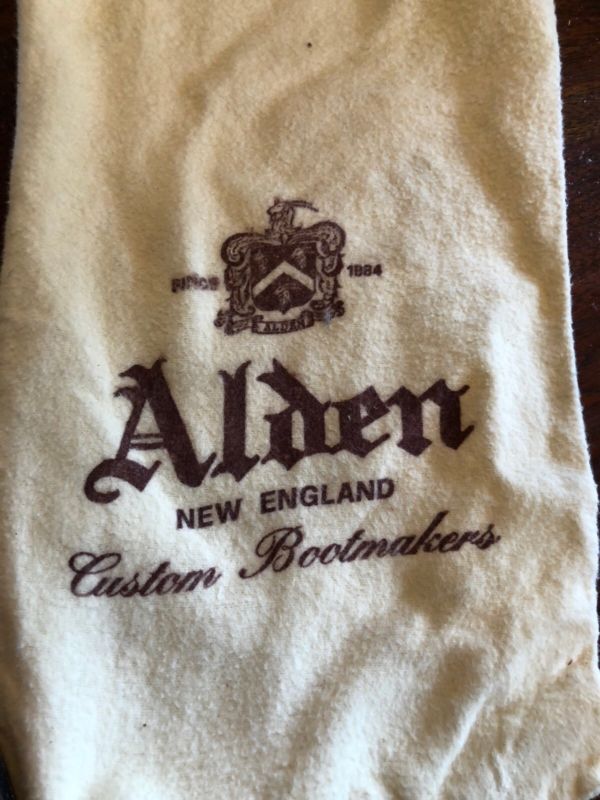 SINCE 1884
ALDEN
Alden
NEW ENGLAND
Custom Bootmakers